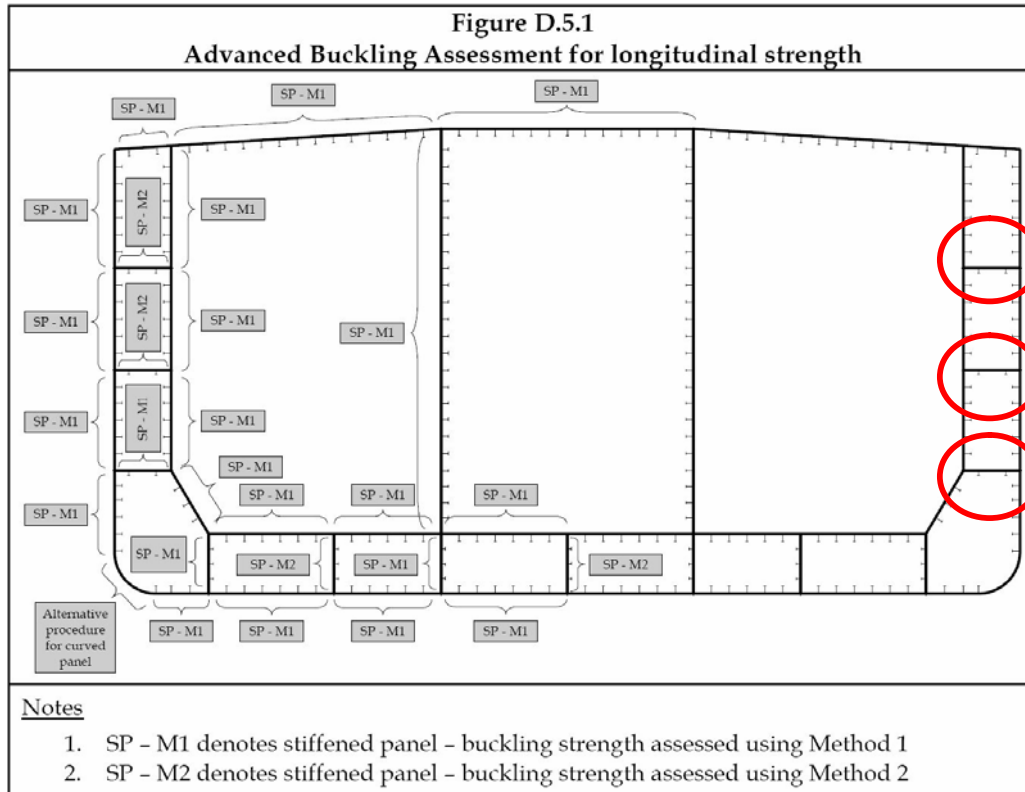 Figure D.5.1
Advanced Buckling Assessment for longitudinal strength
SP - M1
SP - M1
SP - M1
SP - M1
SP - M2
SP - M1
SP - M1
SP - M2
SP - M1
SP - M1
SP - M1
SP - M1
SP - M1
SP - M1
SP - M1
SP - M1
SP - M1
SP - M1
SP - M1
SP - M2
SP - M1
SP - M2
Alternative
procedure
for curved
panel
SP - M1
SP - M1
SP - M1
SP - M1
Notes
1. SP – M1 denotes stiffened panel – buckling strength assessed using Method 1
2. SP – M2 denotes stiffened panel – buckling strength assessed using Method 2